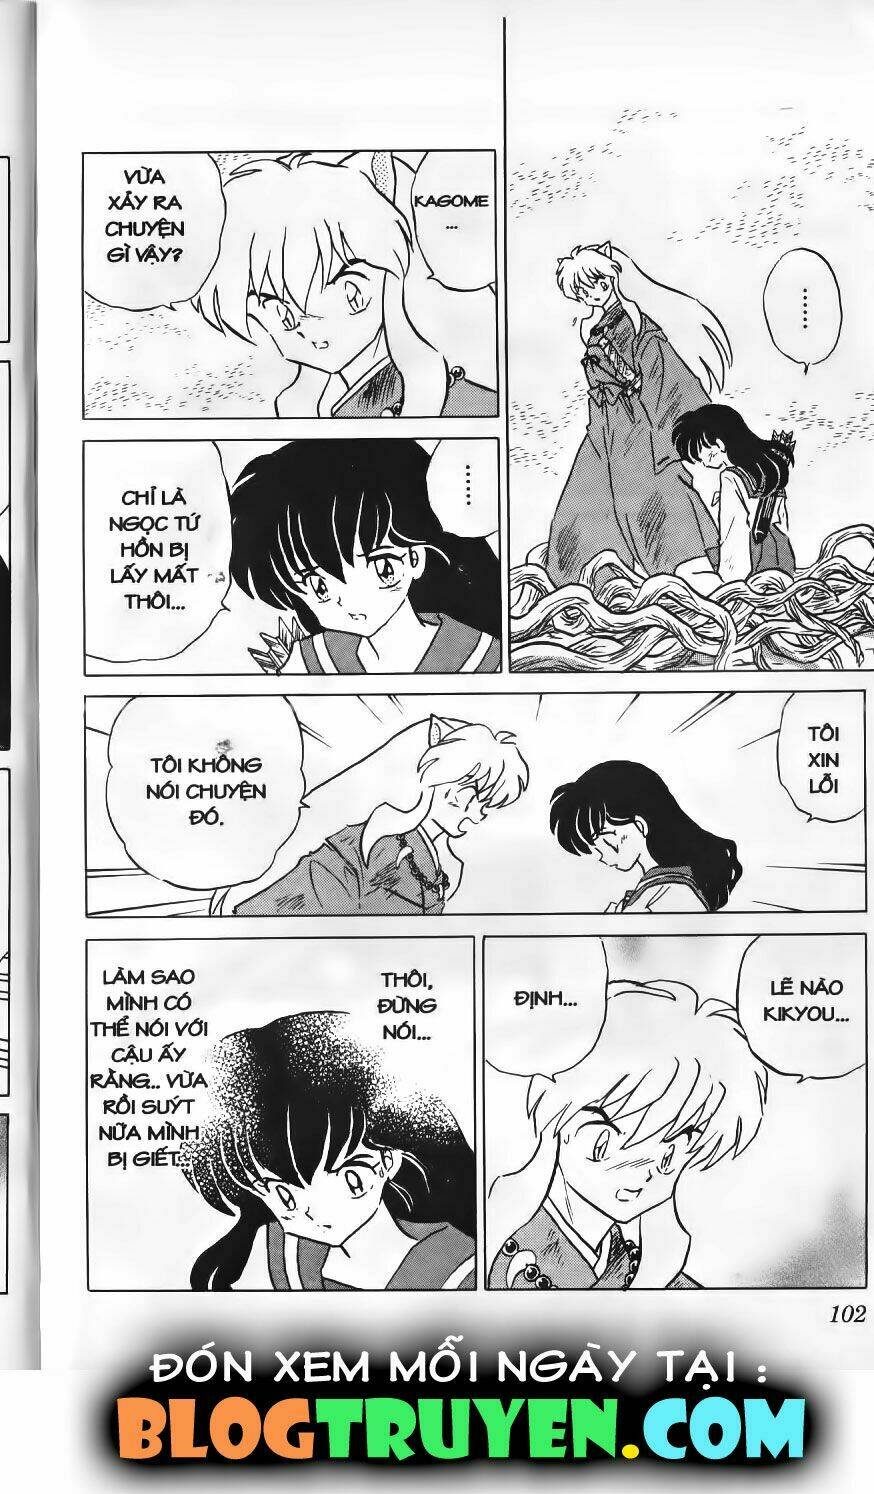 ......
KAGOME
...
VỪA
XẢY RA
CHUYỆN
GÌ VẬY?
......
CHỈ LÀ
NGỌC TỨ
HỒN BỊ
LẤY MẤT
THÔI...
TÔI
XIN
LỖI
TÔI KHÔNG
NÓI CHUYỆN
ĐÓ.
LẼ NÀO
KIKYOU...
ĐỊNH...
THÔI,
ĐỪNG
NÓI...
LÀM SAO
MÌNH CÓ
THỂ NÓI VỚI
CẬU ẤY
RẰNG.. VỪA
RỒI SUÝT
NỮA MÌNH
BỊ GIẾT...
102
ĐÓN XEM MỖI NGÀY TẠI :
BLOGTRUYEN.COM